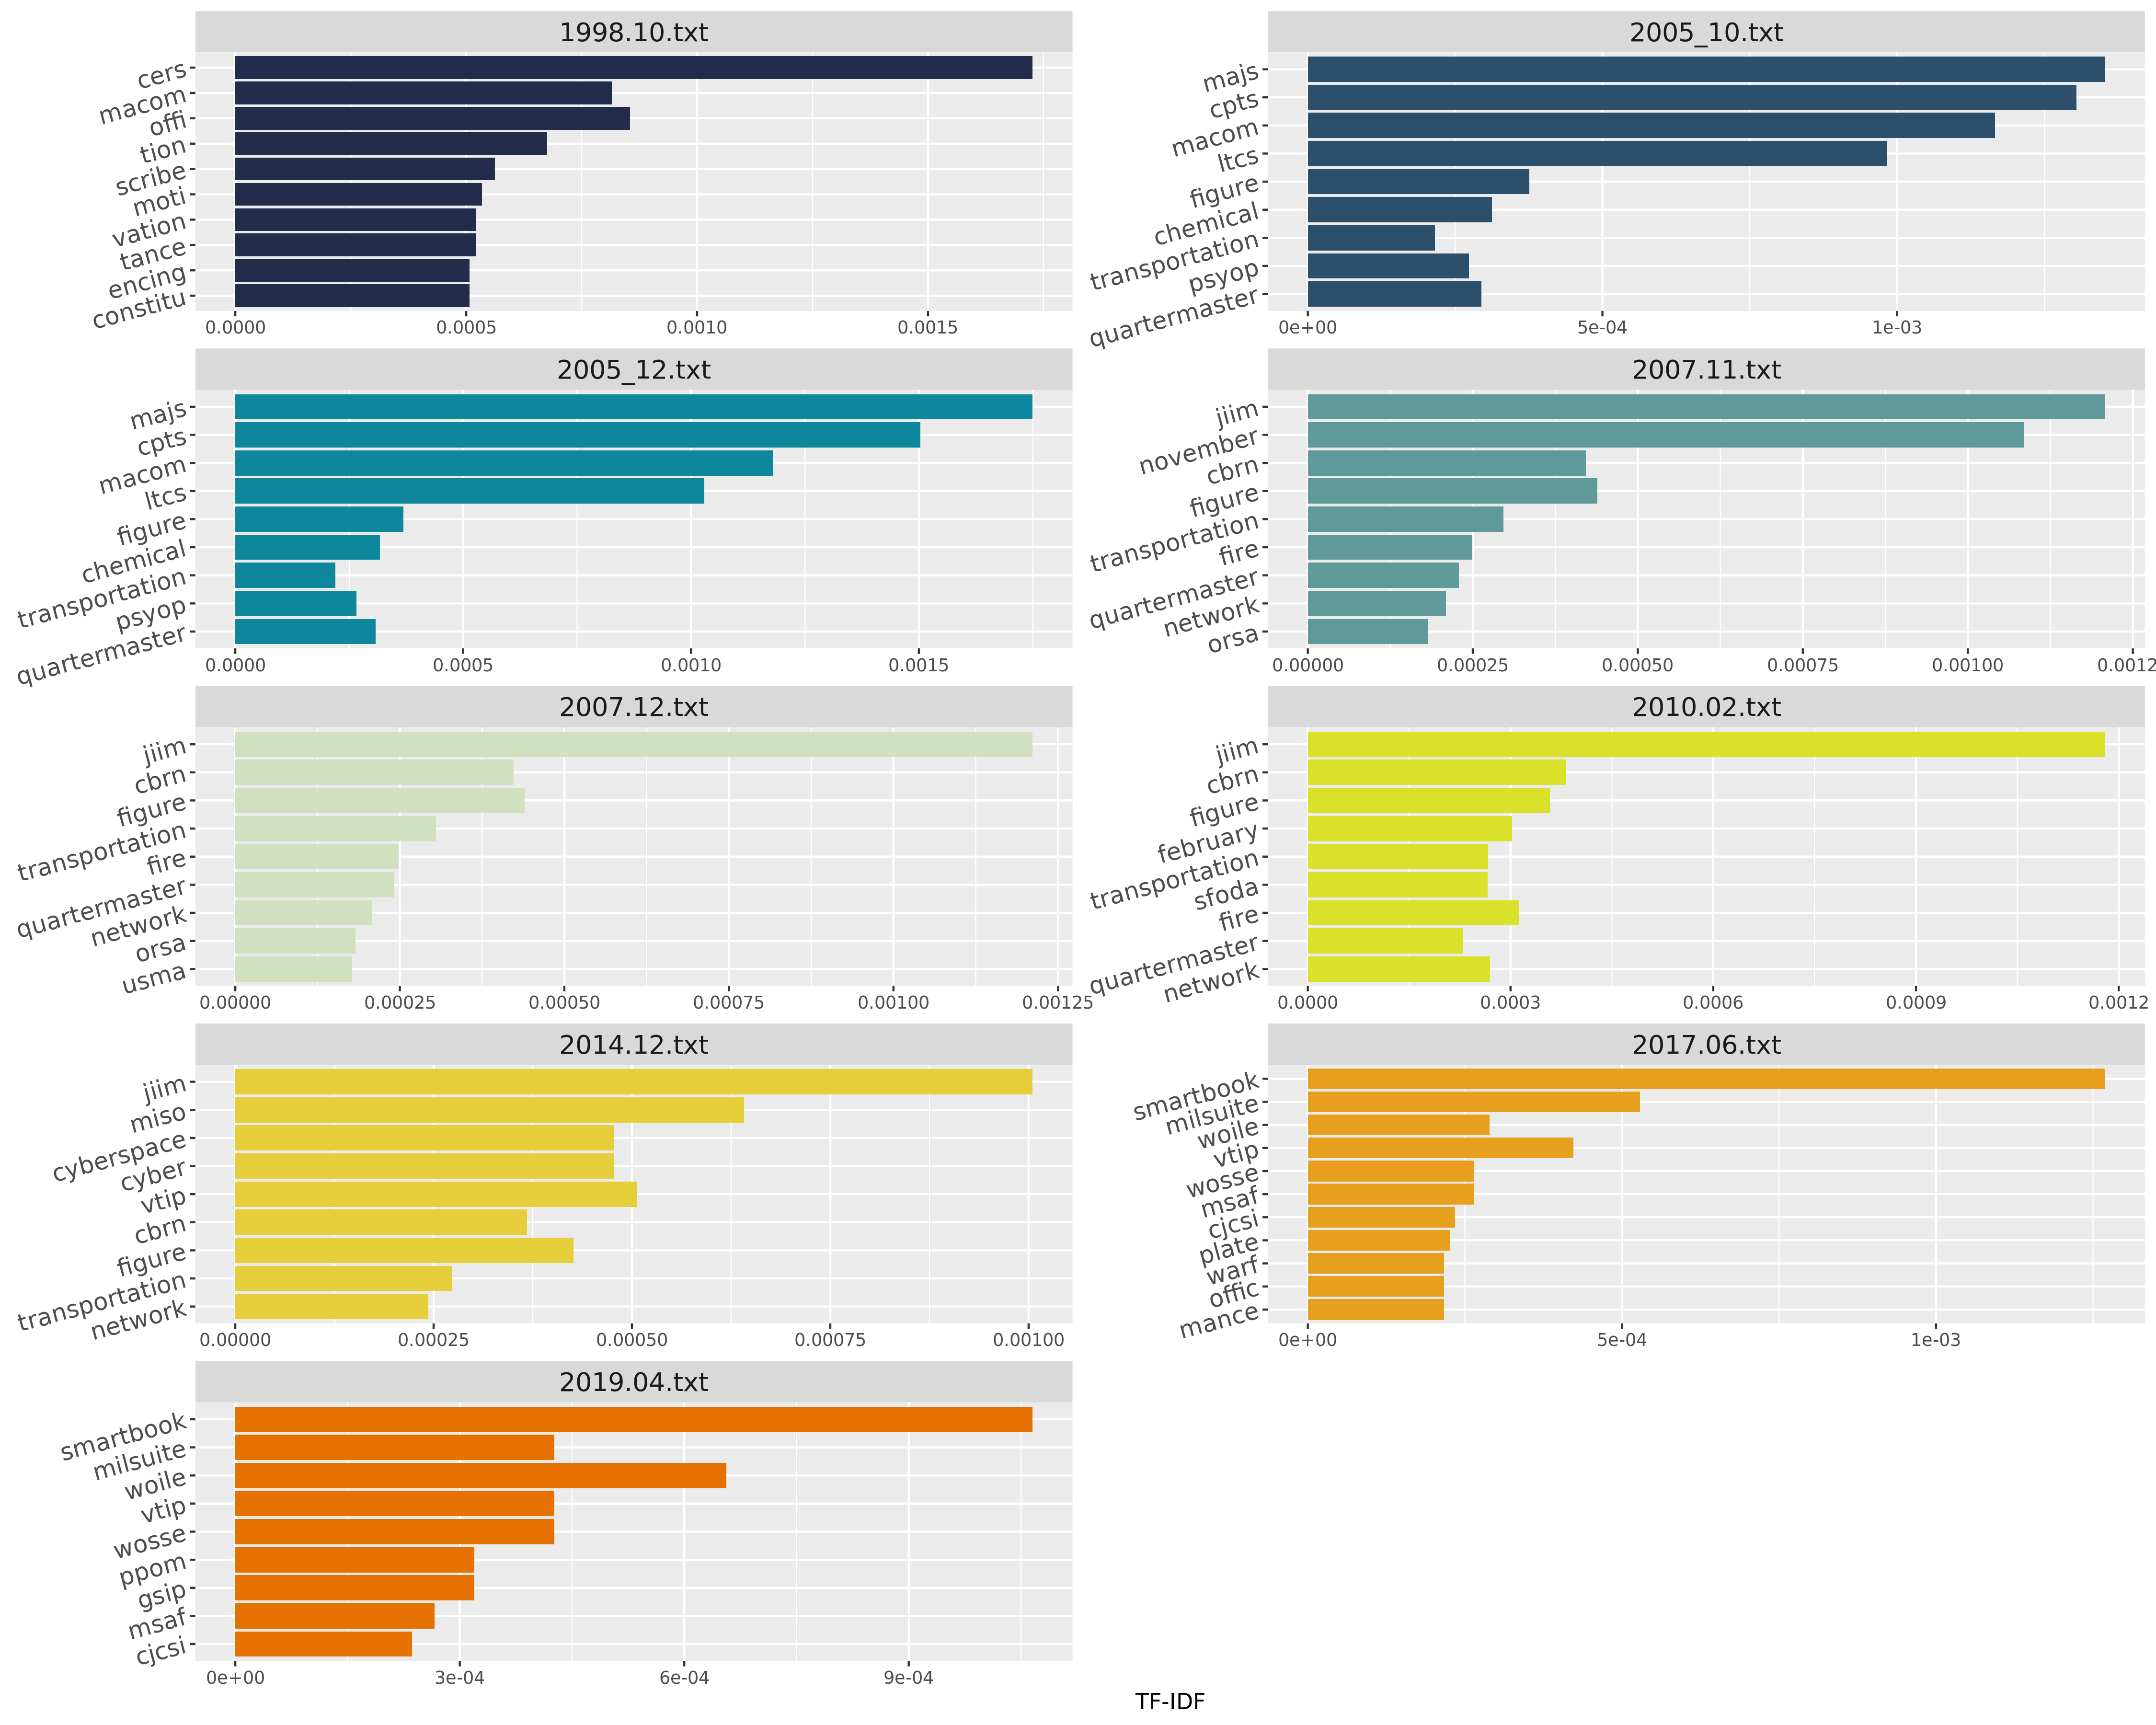 1998.10.txt
cers
macom
offi
tion
scribe
moti
vation
tance
encing
constitu
0.0000 0.0005 0.0010 0.0015
2005_10.txt
majs
cpts
macom
ltcs
figure
chemical
transportation
psyop
quartermaster
0e+00 5e-04 1e-03
2005_12.txt
majs
cpts
macom
ltcs
figure
chemical
transportation
psyop
quartermaster
0.0000 0.0005 0.0010 0.0015
2007.11.txt
jiim
november
cbrn
figure
transportation
fire
quartermaster
network
orsa
0.00000 0.00025 0.00050 0.00075 0.00100 0.0012
2007.12.txt
jiim
cbrn
figure
transportation
fire
quartermaster
network
orsa
usma
0.00000 0.00025 0.00050 0.00075 0.00100 0.00125
2010.02.txt
jiim
cbrn
figure
february
transportation
sfoda
fire
quartermaster
network
0.0000 0.0003 0.0006 0.0009 0.0012
2014.12.txt
jiim
miso
cyberspace
cyber
vtip
cbrn
figure
transportation
network
0.00000 0.00025 0.00050 0.00075 0.00100
2017.06.txt
smartbook
milsuite
woile
vtip
wosse
msaf
cjcsi
plate
warf
offic
mance
0e+00 5e-04 1e-03
2019.04.txt
smartbook
milsuite
woile
vtip
wosse
ppom
gsip
msaf
cjcsi
0e+00 3e-04 6e-04 9e-04
TF-IDF